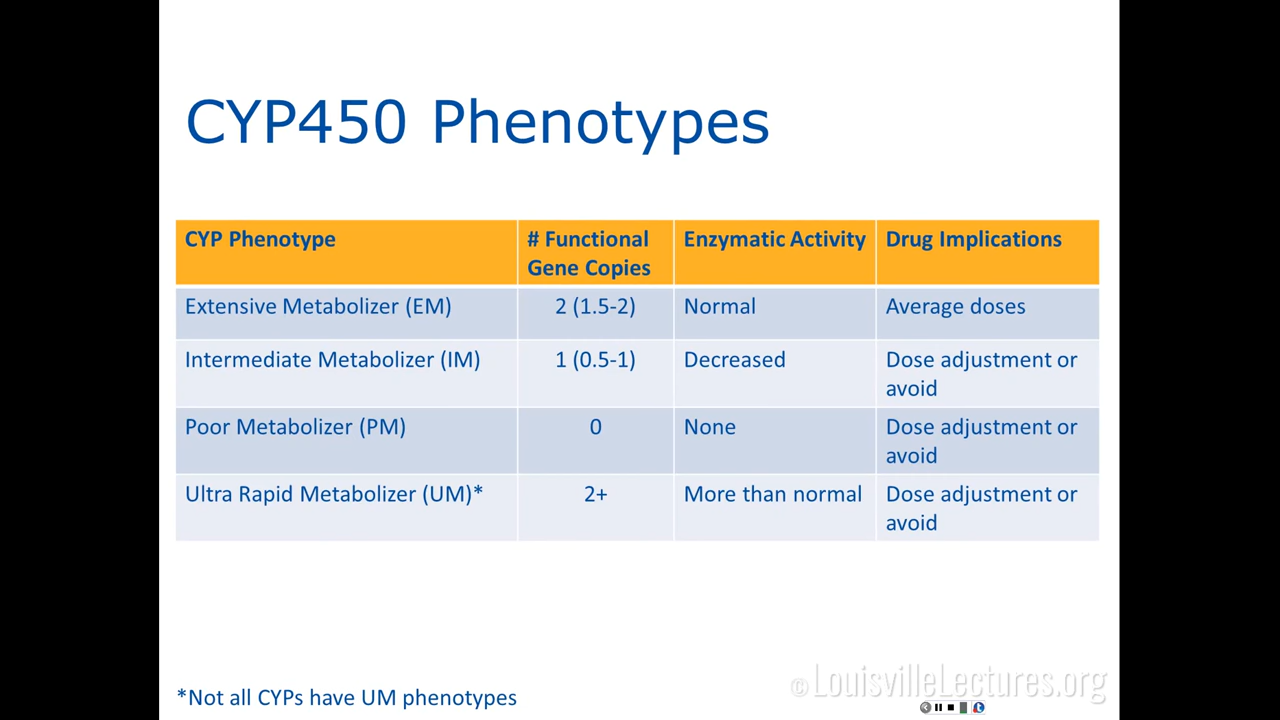 CYP450 Phenotypes
CYP Phenotype
# Functional
Gene Copies
Enzymatic Activity
Drug Implications
Extensive Metabolizer (EM)
2 (1.5-2)
Normal
Average doses
Intermediate Metabolizer (IM)
1 (0.5-1)
Decreased
Dose adjustment or
avoid
Poor Metabolizer (PM)
0
None
Dose adjustment or
avoid
Ultra Rapid Metabolizer (UM)*
2+
More than normal
Dose adjustment or
avoid
*Not all CYPs have UM phenotypes
© LouisvilleLectures.org